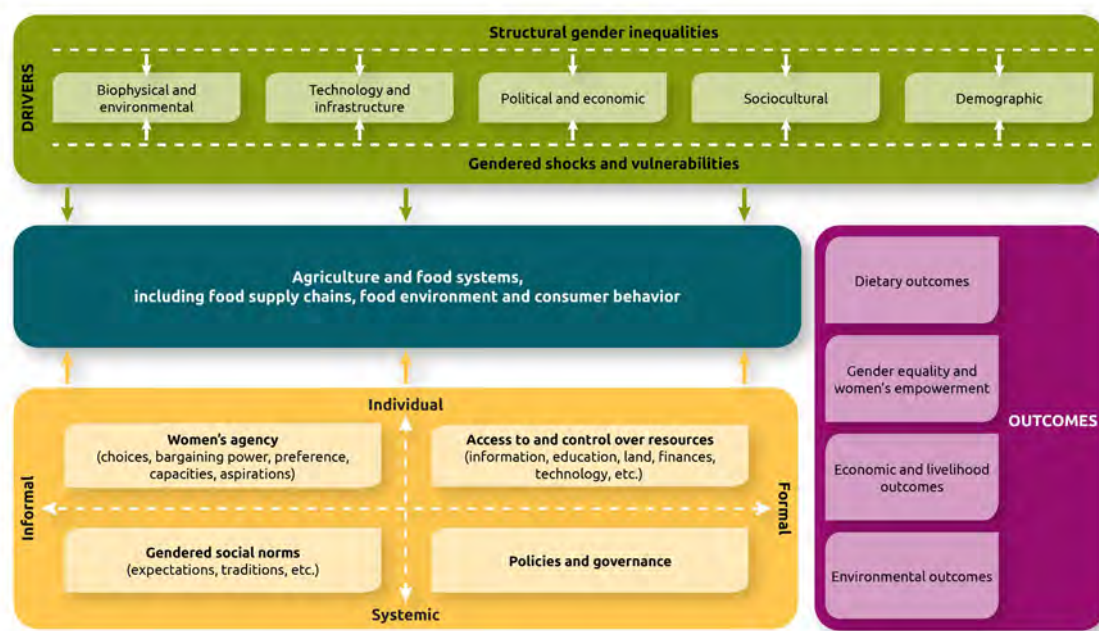 Structural gender inequalities
DRIVERS
Biophysical and
environmental
Technology and
infrastructure
Political and economic
Sociocultural
Demographic
Gendered shocks and vulnerabilities
Agriculture and food systems,
including food supply chains, food environment and consumer behavior
Individual
Informal
Women's agency
(choices, bargaining power, preference,
capacities, aspirations)
Access to and control over resources
(information, education, land, finances,
technology, etc.)
Gendered social norms
(expectations, traditions, etc.)
Policies and governance
Formal
Systemic
Dietary outcomes
Gender equality and
women's empowerment
Economic and livelihood
outcomes
Environmental outcomes
OUTCOMES